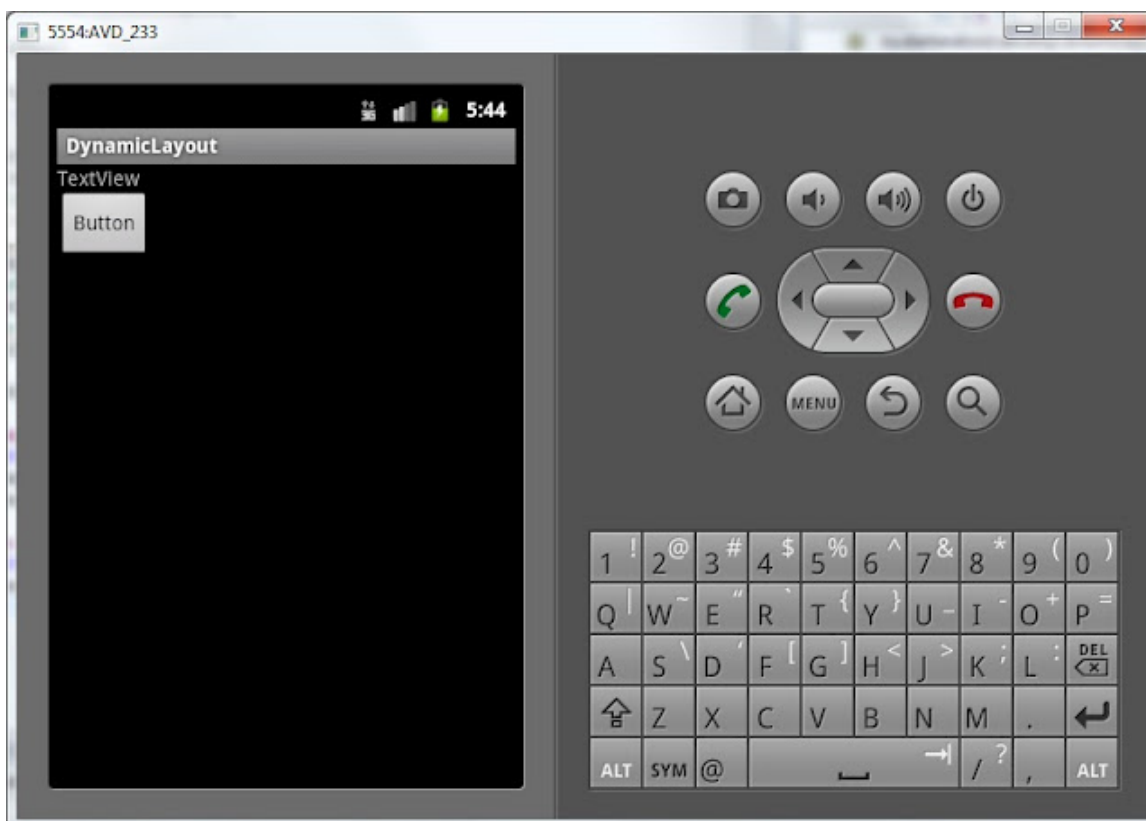 5554:AVD_233
3G 5:44
DynamicLayout
TextView
Button
MENU
1 ! 2 @ 3 # 4 $ 5 % 6 ^ 7 & 8 * 9 ( 0 )
Q | W ~ E " R ` T { Y } U _ I - O + P =
A S \ D ' F [ G ] H < J > K ; L : DEL
Z X C V B N M .
ALT SYM @ / ? , ALT